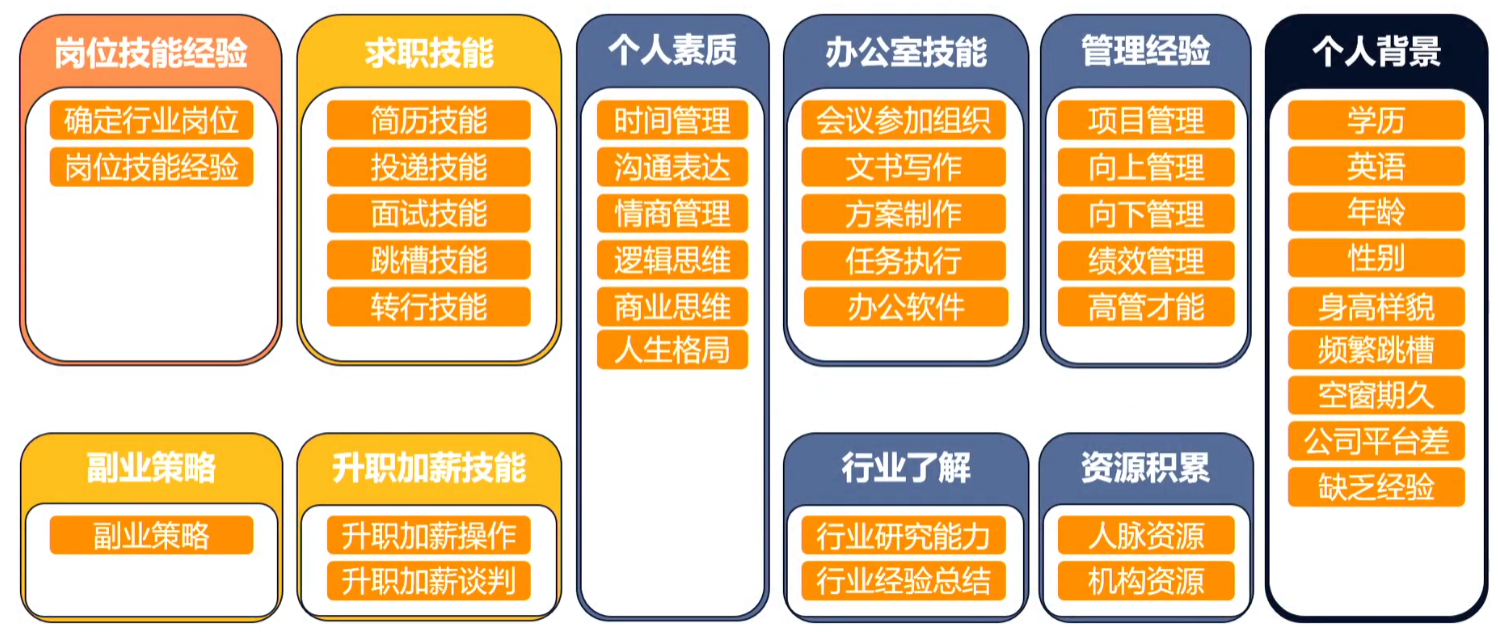 岗位技能经验
确定行业岗位
岗位技能经验
求职技能
简历技能
投递技能
面试技能
跳槽技能
转行技能
个人素质
时间管理
沟通表达
情商管理
逻辑思维
商业思维
人生格局
办公室技能
会议参加组织
文书写作
方案制作
任务执行
办公软件
管理经验
项目管理
向上管理
向下管理
绩效管理
高管才能
个人背景
学历
英语
年龄
性别
身高样貌
频繁跳槽
空窗期久
公司平台差
缺乏经验
副业策略
副业策略
升职加薪技能
升职加薪操作
升职加薪谈判
行业了解
行业研究能力
行业经验总结
资源积累
人脉资源
机构资源